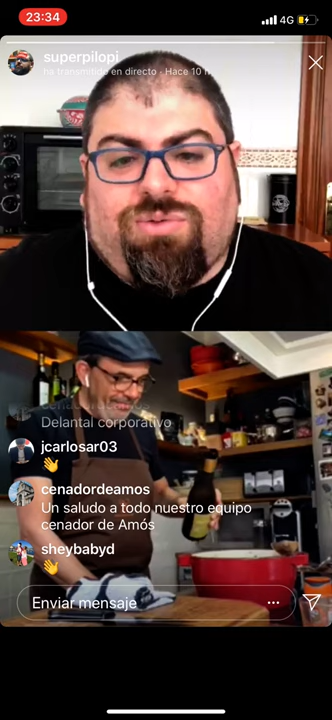 23:34
4G
superpilopi
ha transmitido en directo · Hace 10 h
Delantal corporativo
jcarlosar03
cenadordeamos
Un saludo a todo nuestro equipo
cenador de Amós
sheybabyd
Enviar mensaje